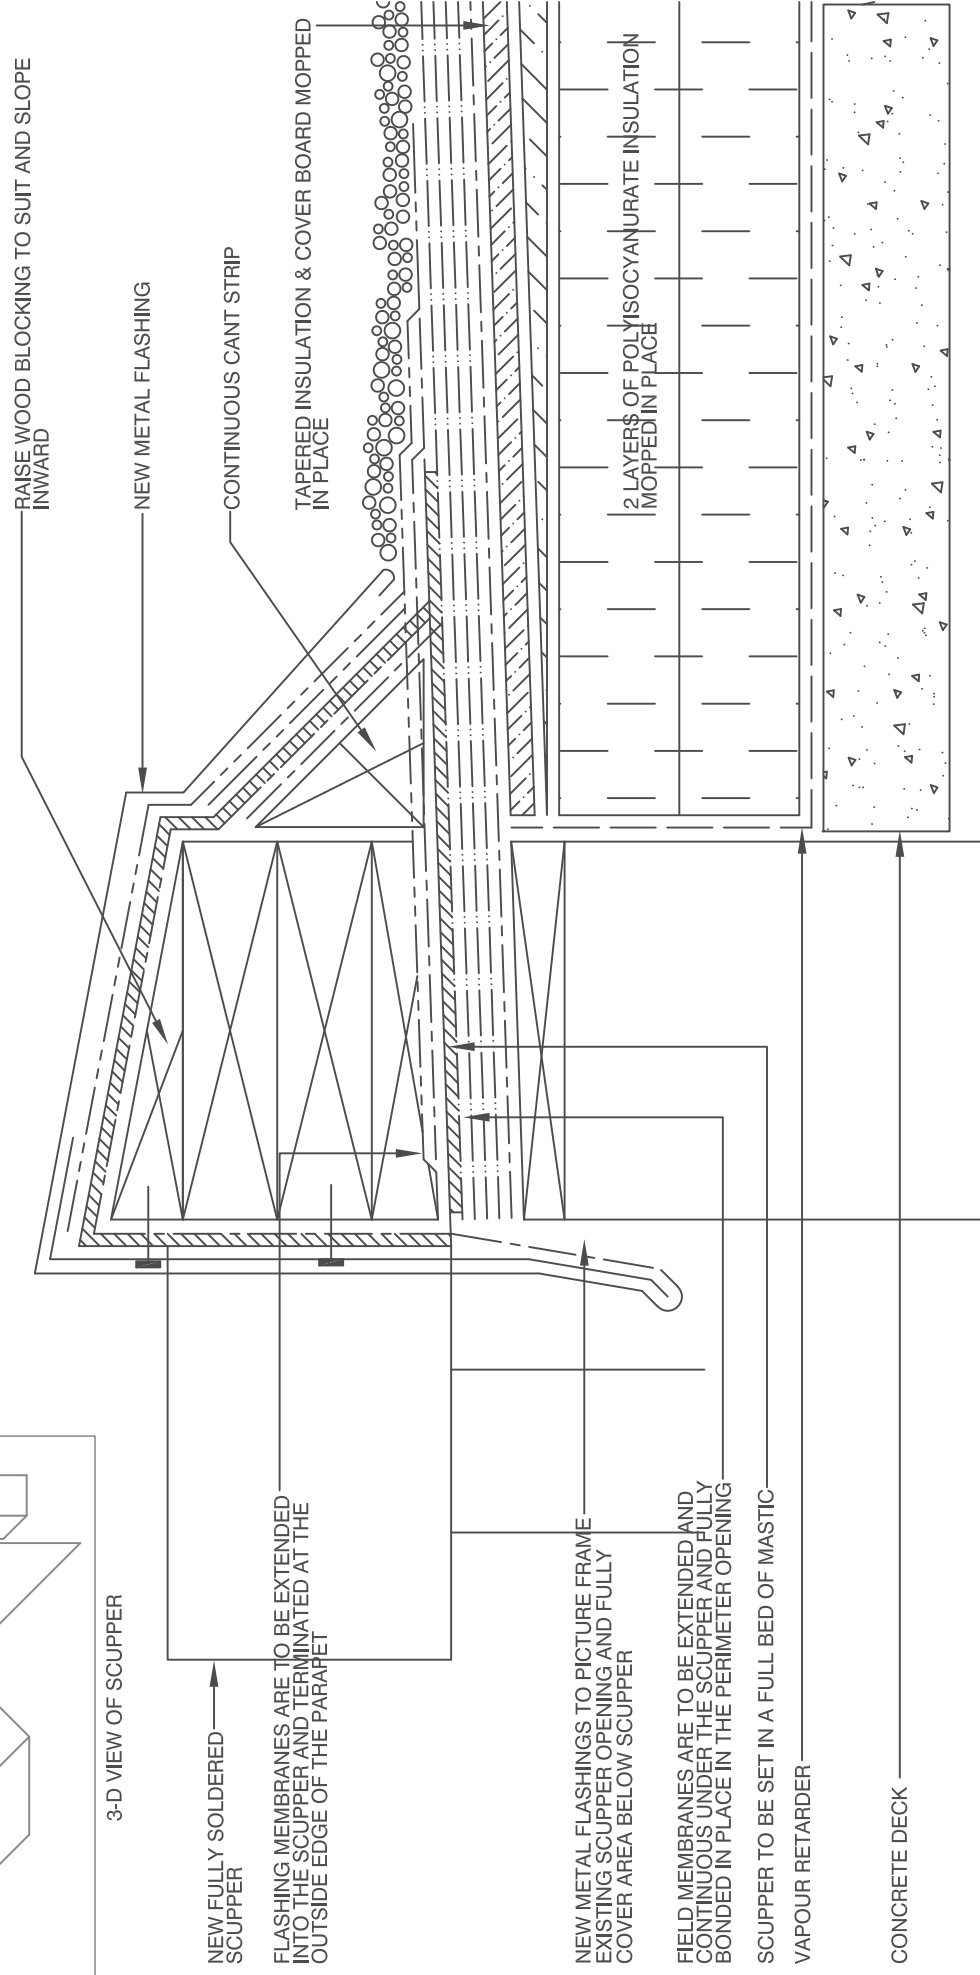 RAISE WOOD BLOCKING TO SUIT AND SLOPE
INWARD
NEW METAL FLASHING
CONTINUOUS CANT STRIP
TAPERED INSULATION & COVER BOARD MOPPED
IN PLACE
2 LAYERS OF POLYISOCYANURATE INSULATION
MOPPED IN PLACE
3-D VIEW OF SCUPPER
NEW FULLY SOLDERED
SCUPPER
FLASHING MEMBRANES ARE TO BE EXTENDED
INTO THE SCUPPER AND TERMINATED AT THE
OUTSIDE EDGE OF THE PARAPET
NEW METAL FLASHINGS TO PICTURE FRAME
EXISTING SCUPPER OPENING AND FULLY
COVER AREA BELOW SCUPPER
FIELD MEMBRANES ARE TO BE EXTENDED AND
CONTINUOUS UNDER THE SCUPPER AND FULLY
BONDED IN PLACE IN THE PERIMETER OPENING
SCUPPER TO BE SET IN A FULL BED OF MASTIC
VAPOUR RETARDER
CONCRETE DECK